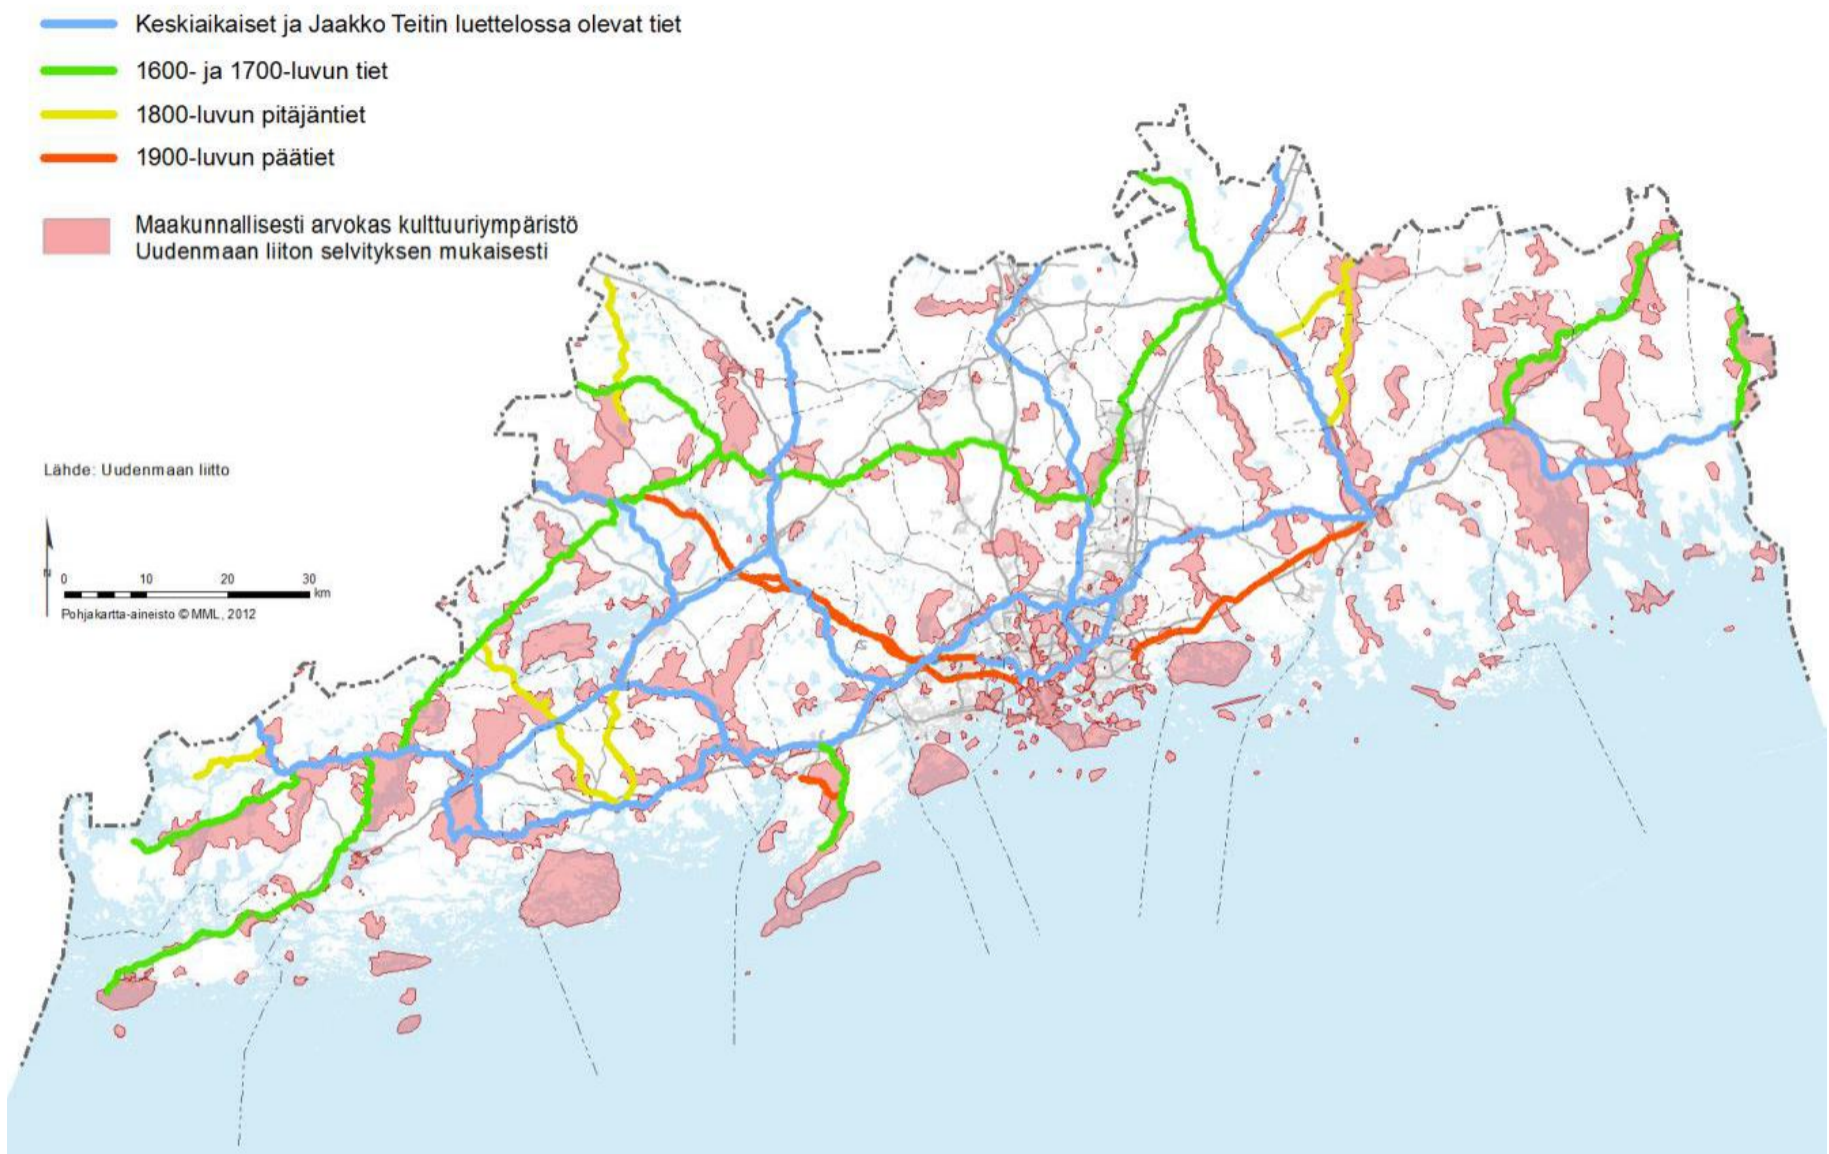 Keskiaikaiset ja Jaakko Teitin luettelossa olevat tiet
1600- ja 1700-luvun tiet
1800-luvun pitäjäntiet
1900-luvun päätiet
Maakunnallisesti arvokas kulttuuriympäristö
Uudenmaan liiton selvityksen mukaisesti
Lähde: Uudenmaan liitto
N
0 10 20 30
km
Pohjakartta-aineisto © MML, 2012